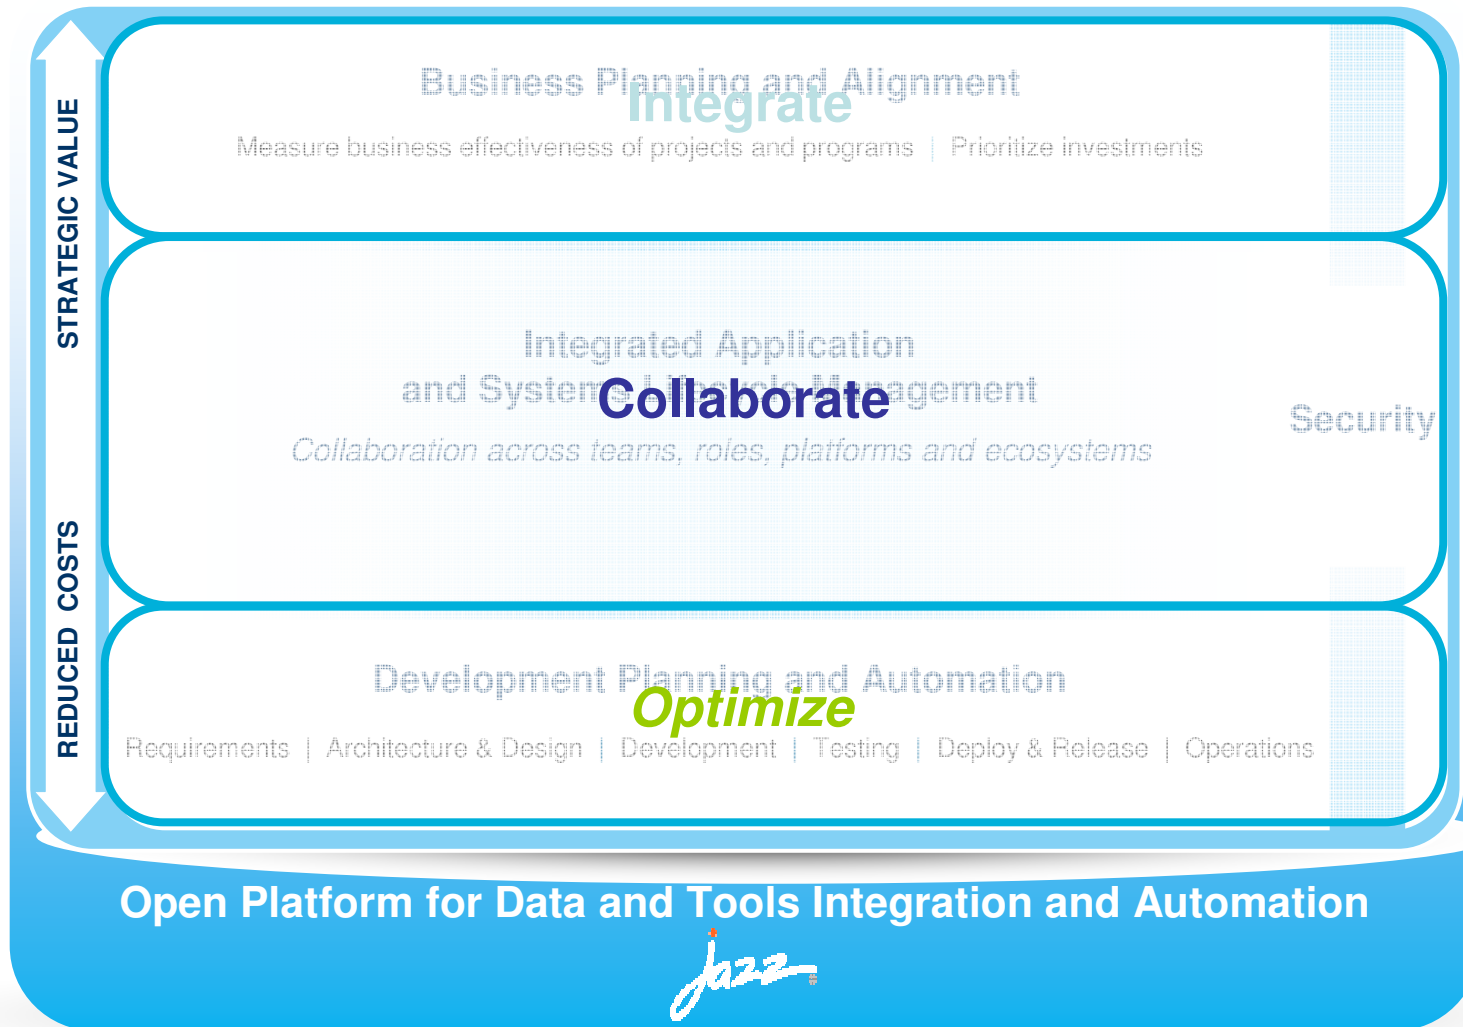 STRATEGIC VALUE
REDUCED COSTS
Business Planning and Alignment
Integrate
Measure business effectiveness of projects and programs | Prioritize investments
Integrated Application
and Systems Lifecycle Management
Collaborate
Collaboration across teams, roles, platforms and ecosystems
Security
Development Planning and Automation
Optimize
Requirements | Architecture & Design | Development | Testing | Deploy & Release | Operations
Open Platform for Data and Tools Integration and Automation
jazz